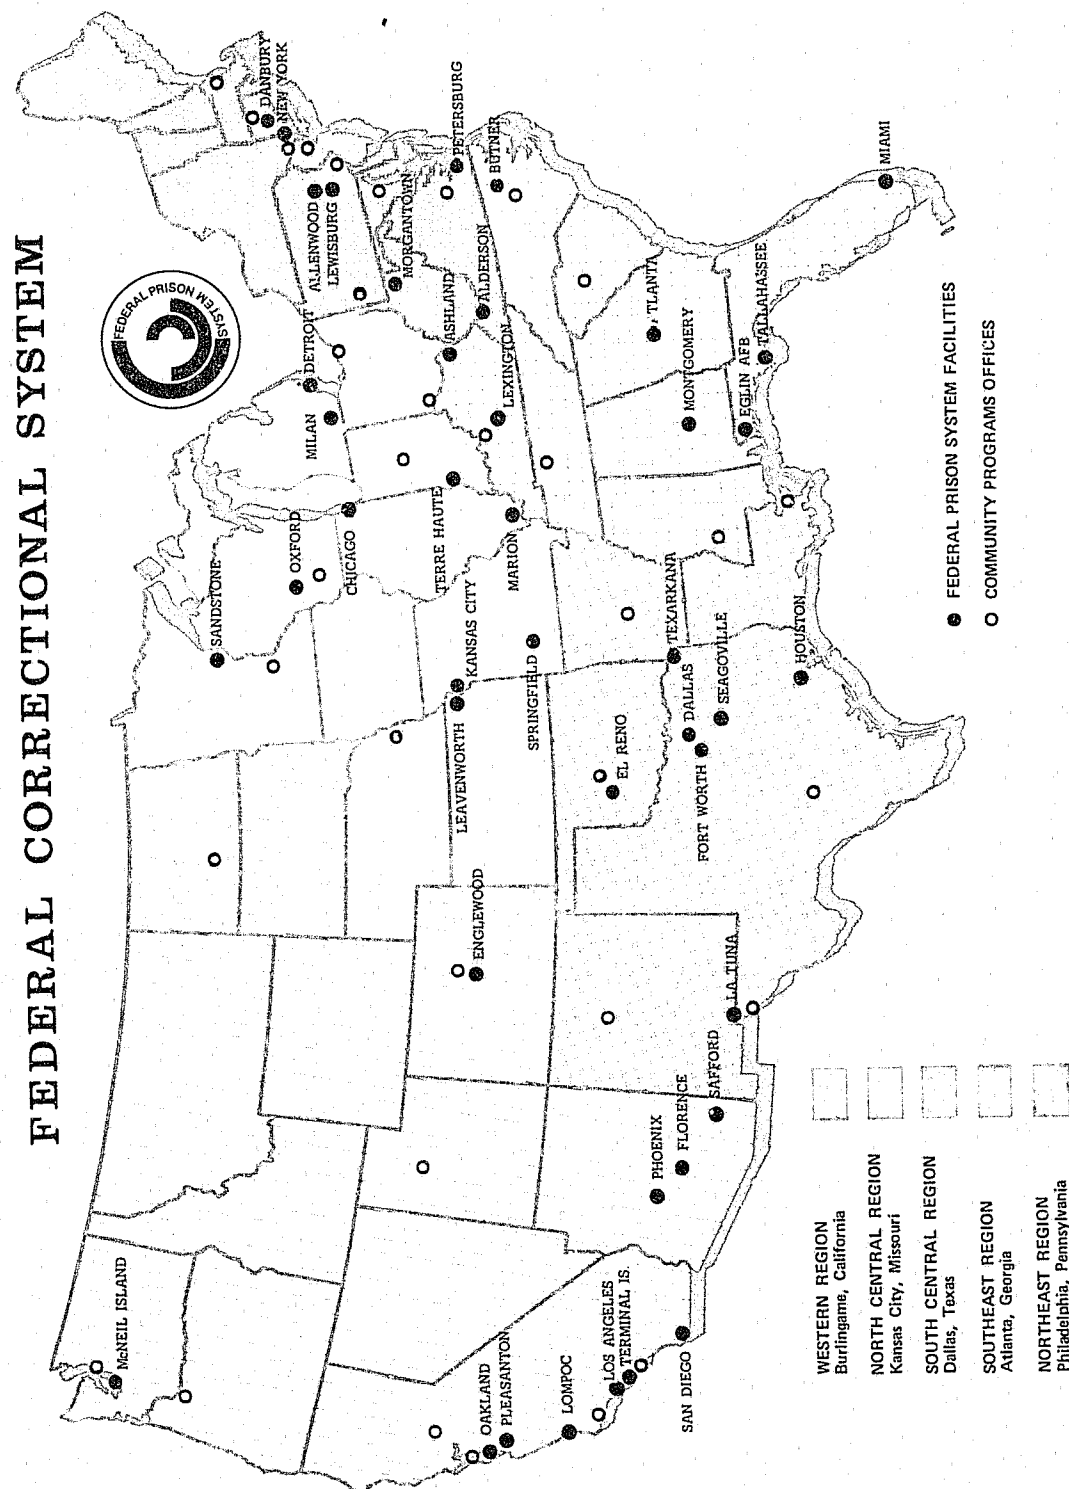 FEDERAL CORRECTIONAL SYSTEM
FEDERAL PRISON SYSTEM
McNEIL ISLAND
OAKLAND
PLEASANTON
LOMPOC
LOS ANGELES
TERMINAL IS.
SAN DIEGO
PHOENIX
FLORENCE
SAFFORD
LA TUNA
ENGLEWOOD
EL RENO
FORT WORTH
DALLAS
SEAGOVILLE
TEXARKANA
HOUSTON
LEAVENWORTH
KANSAS CITY
SPRINGFIELD
SANDSTONE
OXFORD
CHICAGO
TERRE HAUTE
MARION
MILAN
DETROIT
LEXINGTON
ASHLAND
ALDERSON
MORGANTOWN
ALLENWOOD
LEWISBURG
DANBURY
NEW YORK
PETERSBURG
BUTNER
ATLANTA
MONTGOMERY
EGLIN AFB
TALLAHASSEE
MIAMI
FEDERAL PRISON SYSTEM FACILITIES
COMMUNITY PROGRAMS OFFICES
WESTERN REGION
Burlingame, California
NORTH CENTRAL REGION
Kansas City, Missouri
SOUTH CENTRAL REGION
Dallas, Texas
SOUTHEAST REGION
Atlanta, Georgia
NORTHEAST REGION
Philadelphia, Pennsylvania